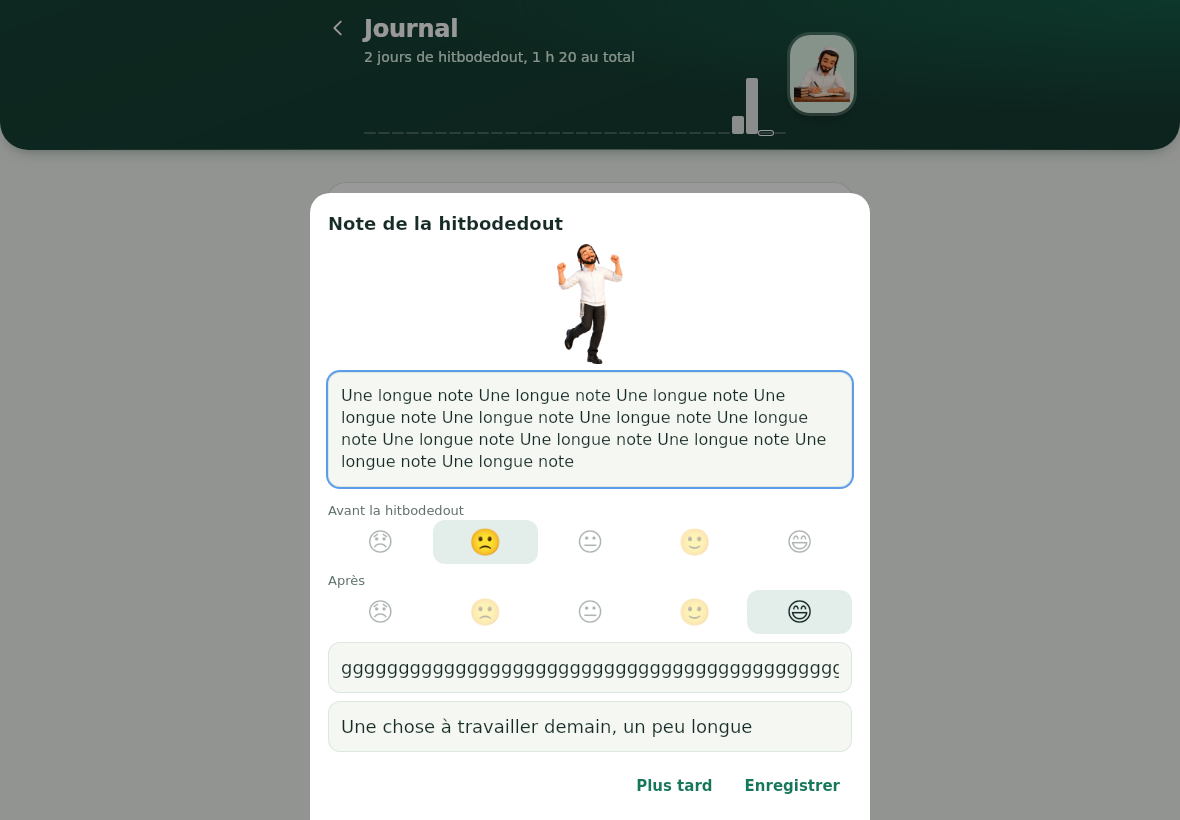 Journal
2 jours de hitbodedout, 1 h 20 au total
Note de la hitbodedout
Une longue note Une longue note Une longue note Une
longue note Une longue note Une longue note Une longue
note Une longue note Une longue note Une longue note Une
longue note Une longue note
Avant la hitbodedout
Après
gggggggggggggggggggggggggggggggggggggggggggg
Une chose à travailler demain, un peu longue
Plus tard Enregistrer